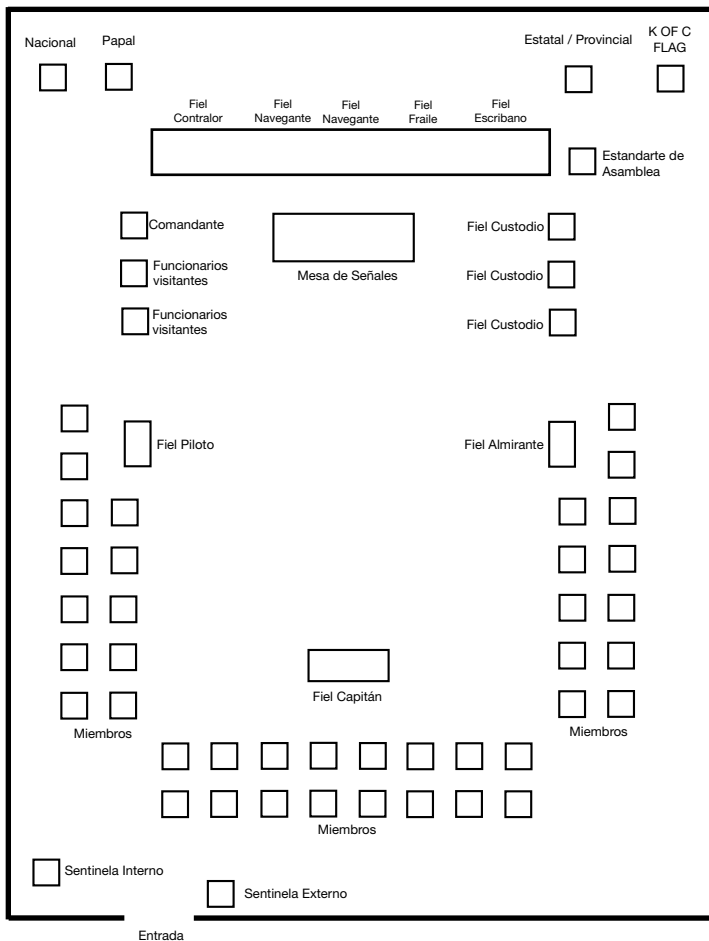 Nacional
Papal
Estatal / Provincial
K OF C
FLAG
Fiel
Contralor
Fiel
Navegante
Fiel
Navegante
Fiel
Fraile
Fiel
Escribano
Estandarte de
Asamblea
Comandante
Mesa de Señales
Fiel Custodio
Funcionarios
visitantes
Fiel Custodio
Funcionarios
visitantes
Fiel Custodio
Fiel Piloto
Fiel Almirante
Fiel Capitán
Miembros
Miembros
Miembros
Sentinela Interno
Sentinela Externo
Entrada